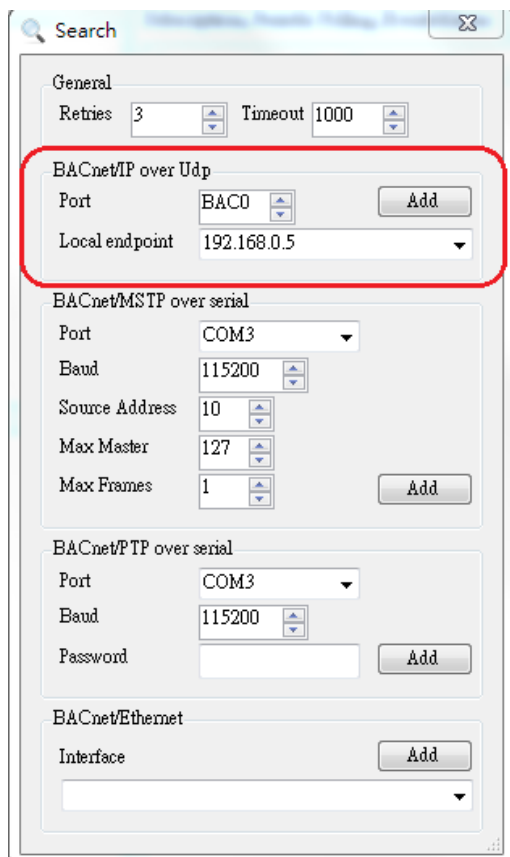 Search
General
Retries 3 Timeout 1000
BACnet/IP over Udp
Port BAC0 Add
Local endpoint 192.168.0.5
BACnet/MSTP over serial
Port COM3
Baud 115200
Source Address 10
Max Master 127
Max Frames 1 Add
BACnet/PTP over serial
Port COM3
Baud 115200
Password Add
BACnet/Ethernet
Interface Add